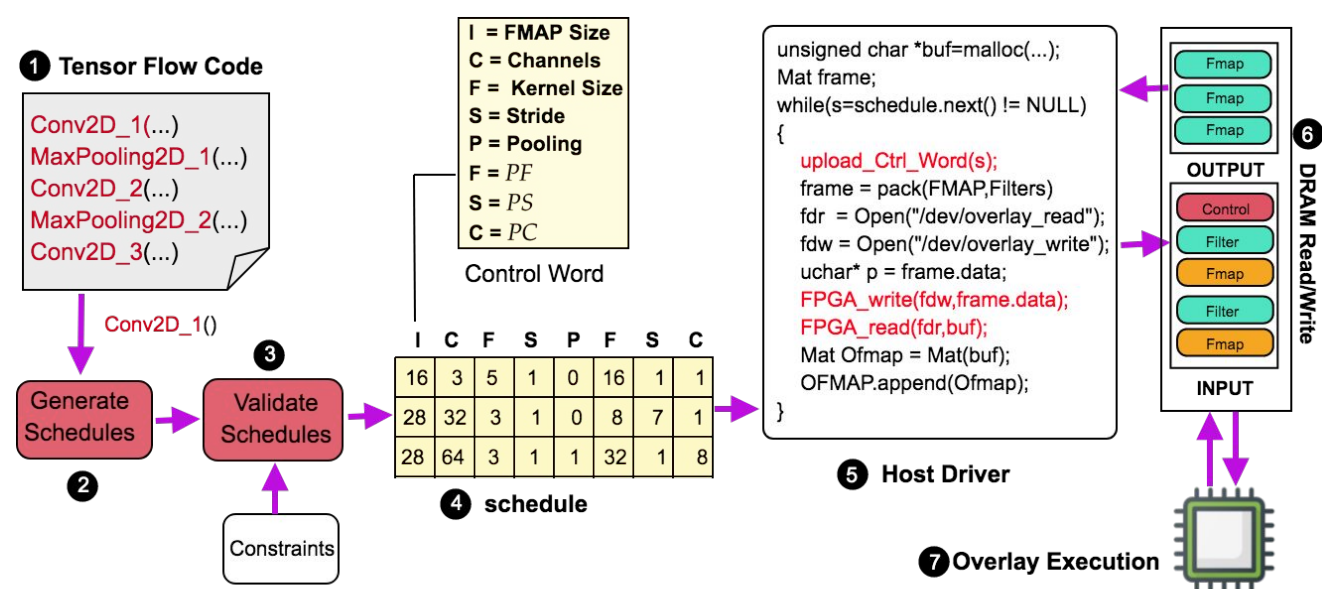 1 Tensor Flow Code
Conv2D_1(...)
MaxPooling2D_1(...)
Conv2D_2(...)
MaxPooling2D_2(...)
Conv2D_3(...)
Conv2D_1()
Generate
Schedules
2
3
Validate
Schedules
Constraints
I = FMAP Size
C = Channels
F = Kernel Size
S = Stride
P = Pooling
F = PF
S = PS
C = PC
Control Word
I C F S P F S C
16 3 5 1 0 16 1 1
28 32 3 1 0 8 7 1
28 64 3 1 1 32 1 8
4 schedule
unsigned char *buf=malloc(...);
Mat frame;
while(s=schedule.next() != NULL)
{
upload_Ctrl_Word(s);
frame = pack(FMAP,Filters)
fdr = Open("/dev/overlay_read");
fdw = Open("/dev/overlay_write");
uchar* p = frame.data;
FPGA_write(fdw,frame.data);
FPGA_read(fdr,buf);
Mat Ofmap = Mat(buf);
OFMAP.append(Ofmap);
}
5 Host Driver
Fmap
Fmap
Fmap
OUTPUT
Control
Filter
Fmap
Filter
Fmap
INPUT
6 DRAM Read/Write
7 Overlay Execution